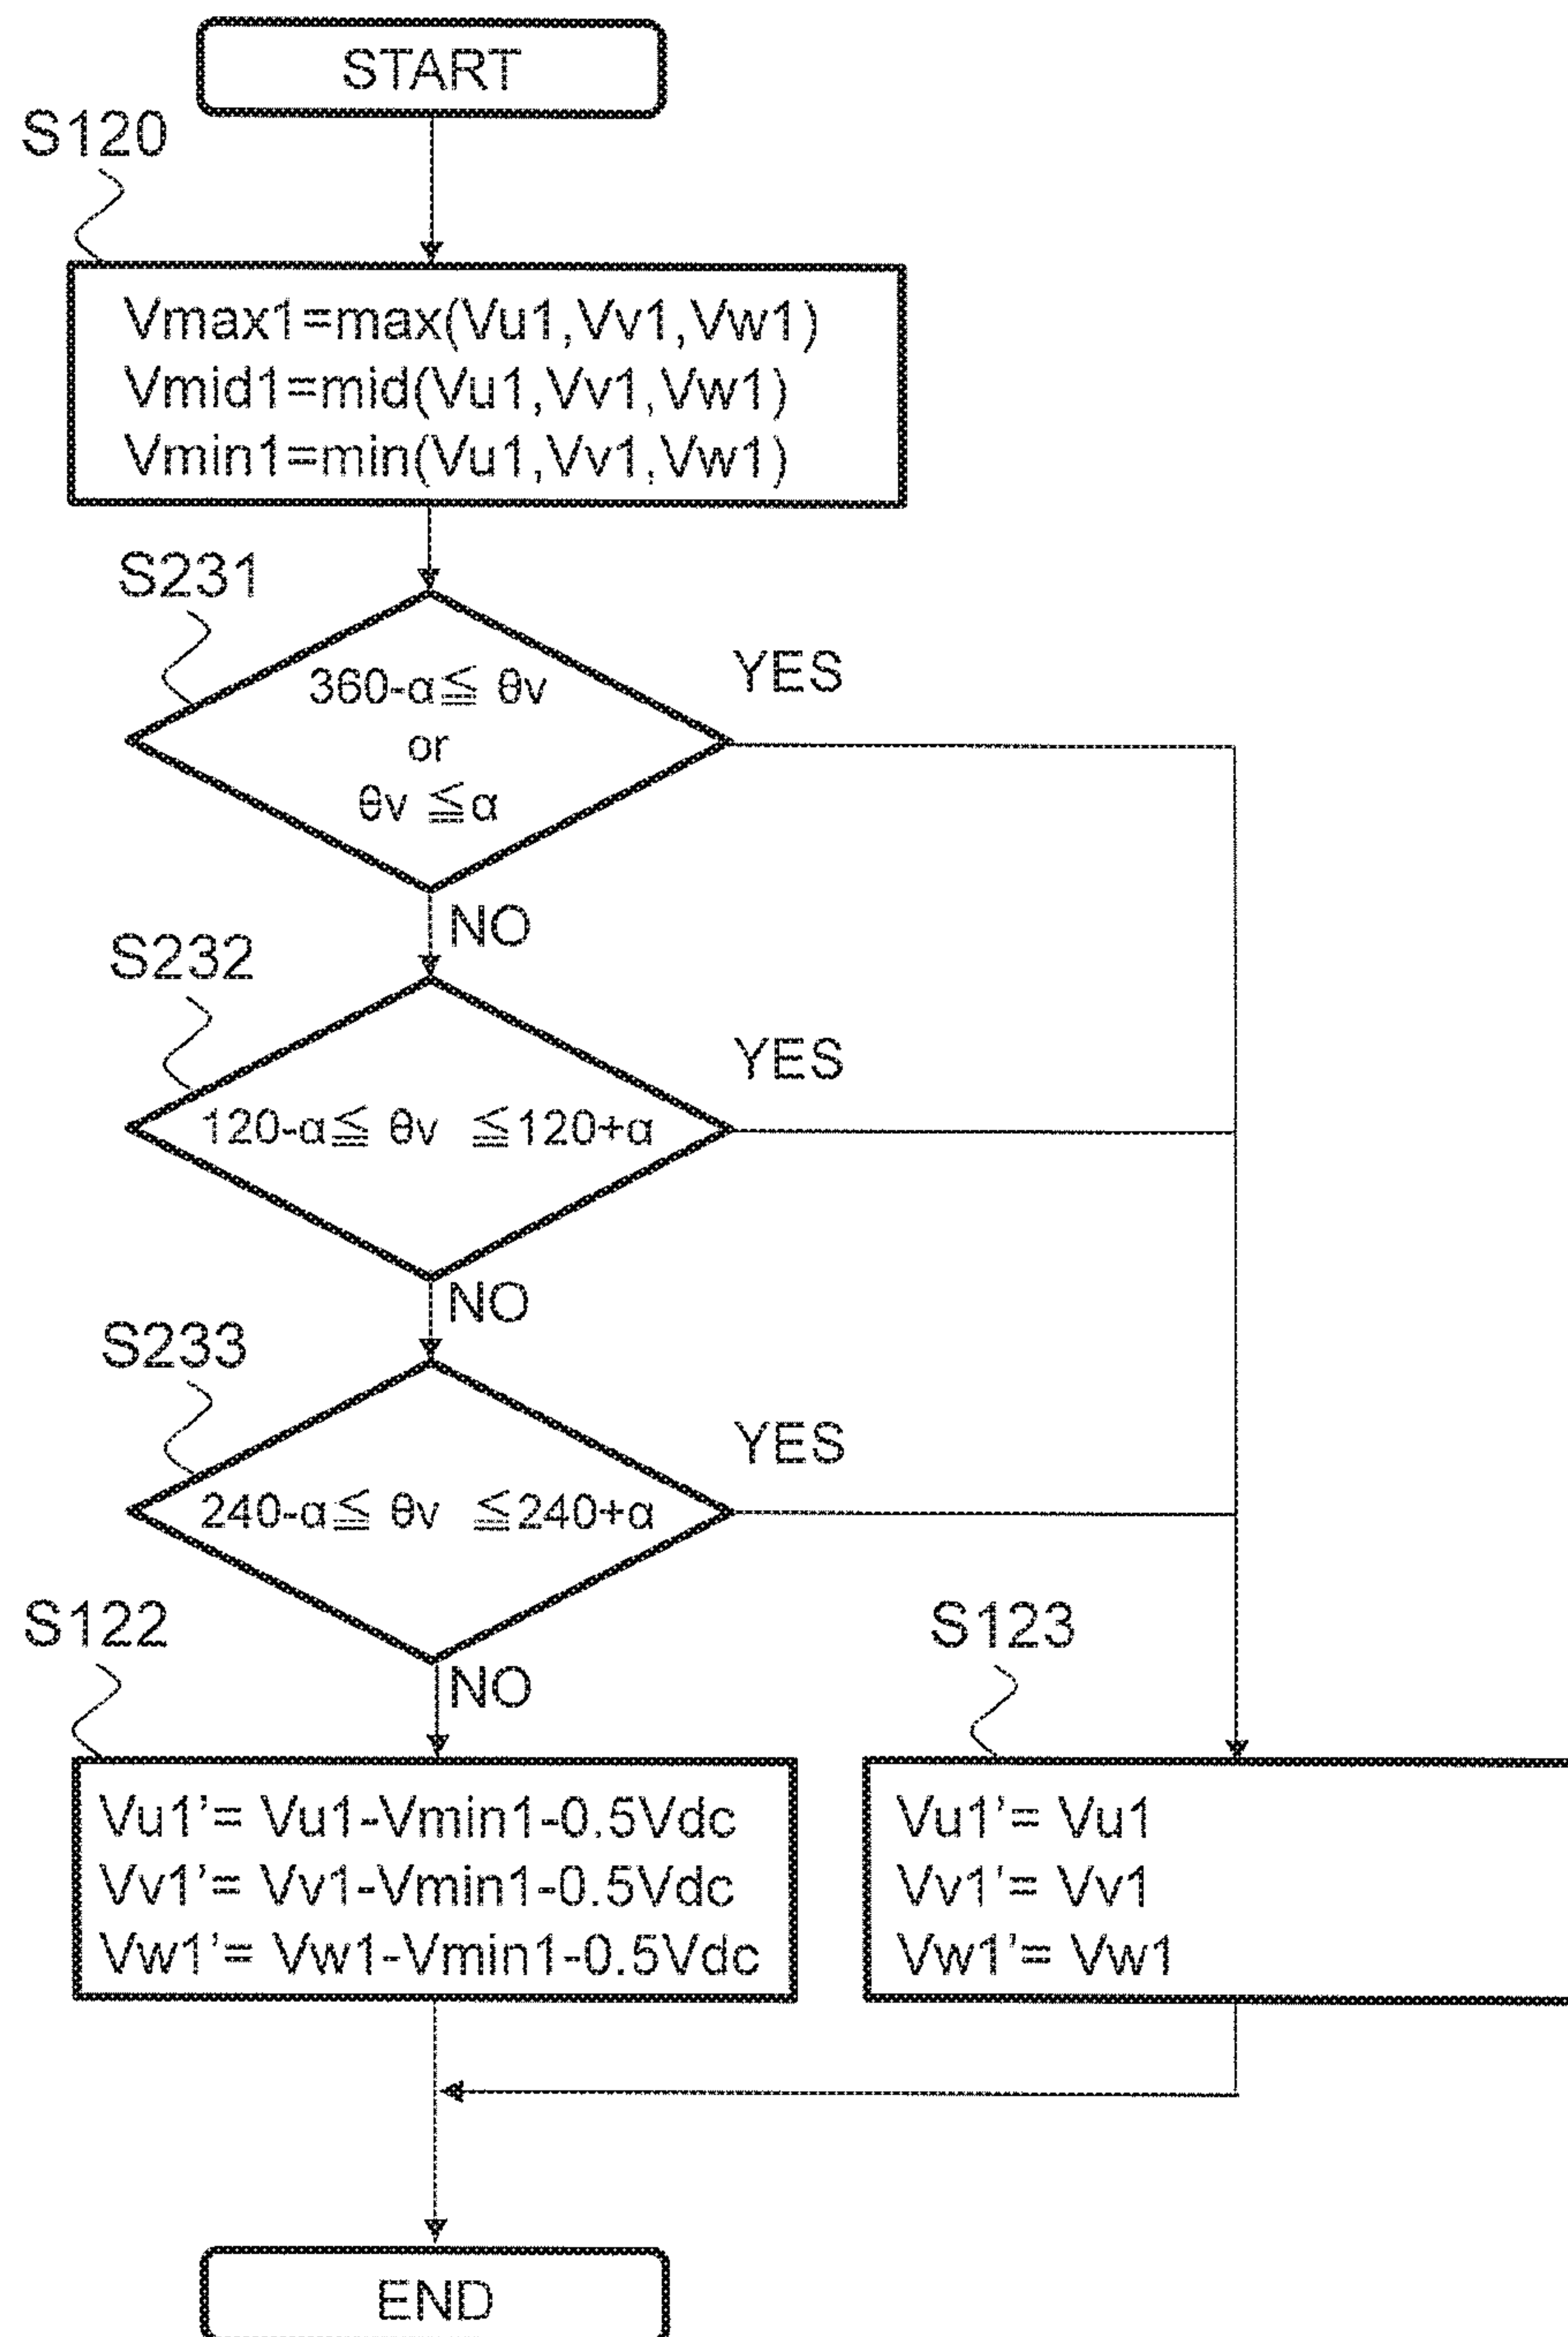 START
S120
Vmax1=max(Vu1,Vv1,Vw1)
Vmid1=mid(Vu1,Vv1,Vw1)
Vmin1=min(Vu1,Vv1,Vw1)
S231
360-α≦ θv
or
θv ≦α
YES
NO
S232
120-α≦ θv ≦120+α
YES
NO
S233
240-α≦ θv ≦240+α
YES
NO
S122
Vu1’= Vu1-Vmin1-0.5Vdc
Vv1’= Vv1-Vmin1-0.5Vdc
Vw1’= Vw1-Vmin1-0.5Vdc
S123
Vu1’= Vu1
Vv1’= Vv1
Vw1’= Vw1
END